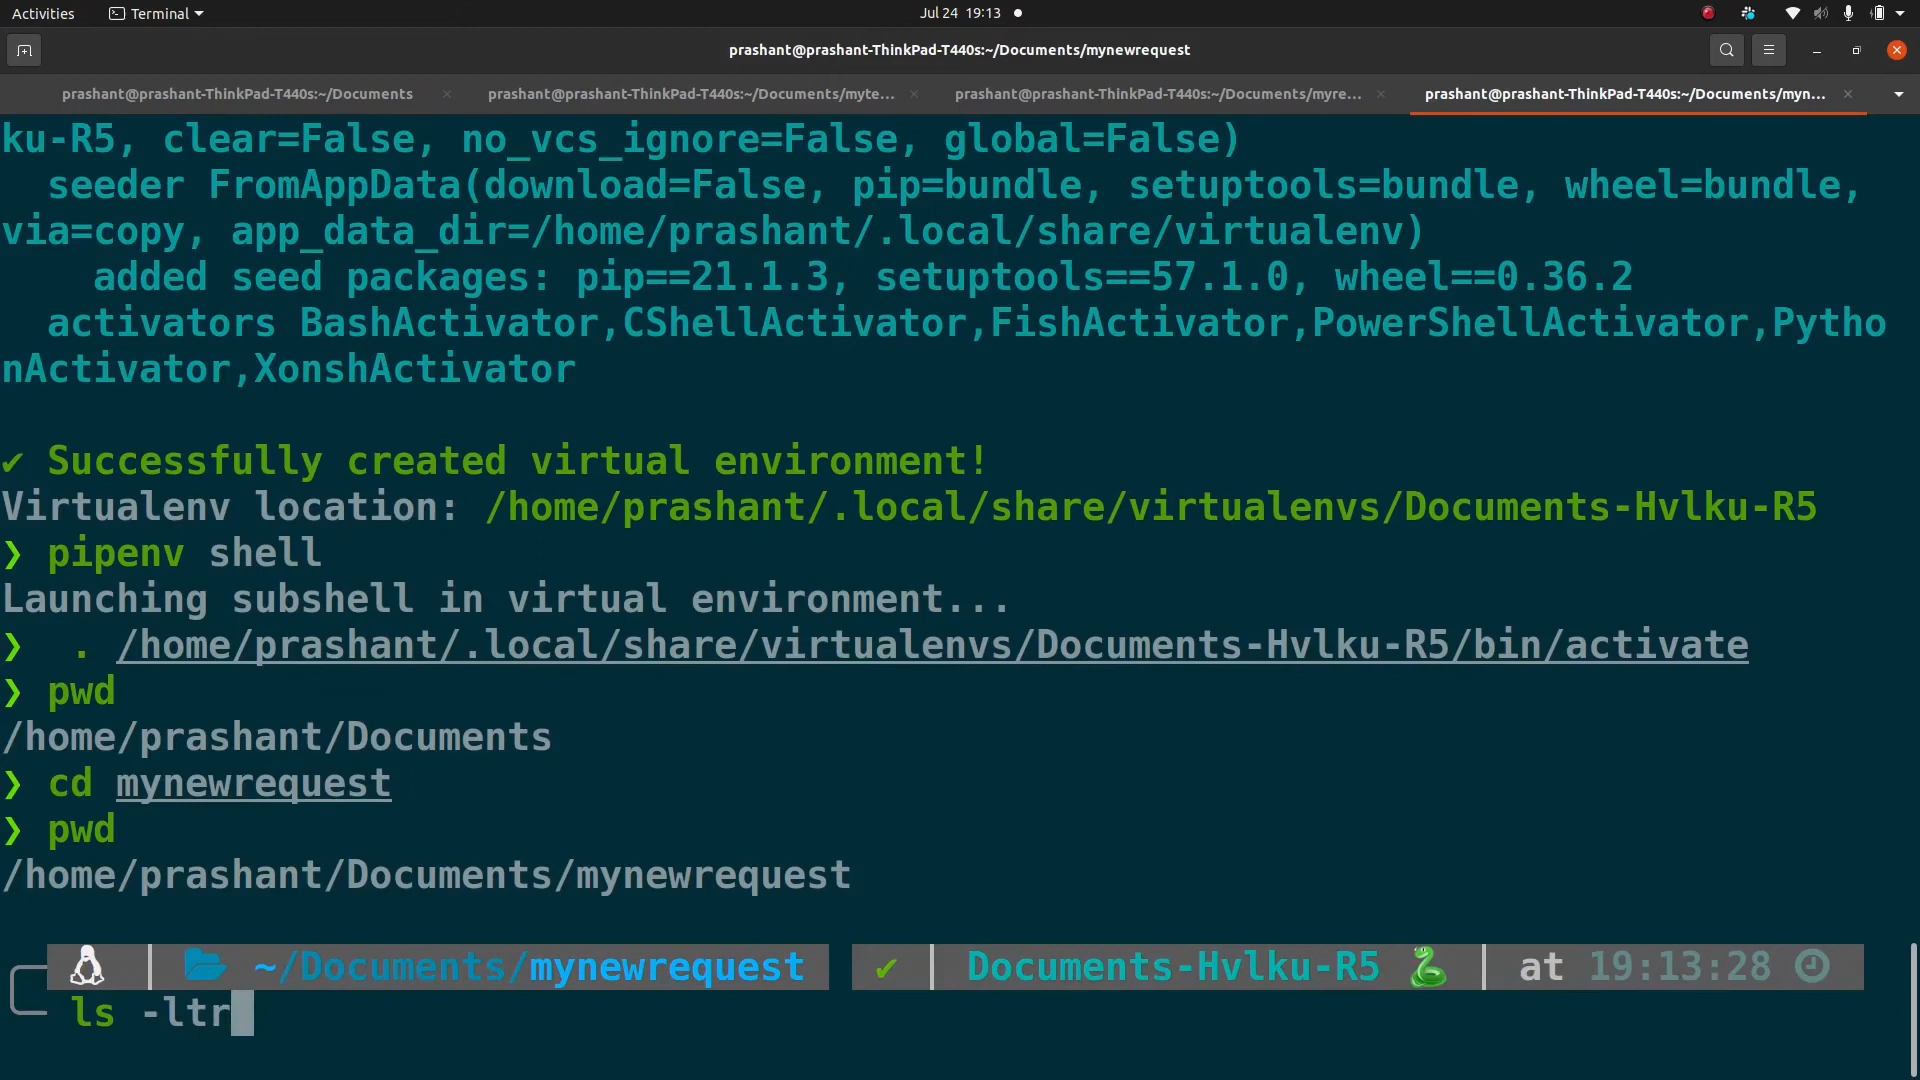 Activities Terminal Jul 24 19:13
prashant@prashant-ThinkPad-T440s:~/Documents/mynewrequest
prashant@prashant-ThinkPad-T440s:~/Documents prashant@prashant-ThinkPad-T440s:~/Documents/myte... prashant@prashant-ThinkPad-T440s:~/Documents/myre... prashant@prashant-ThinkPad-T440s:~/Documents/myn...
ku-R5, clear=False, no_vcs_ignore=False, global=False)
seeder FromAppData(download=False, pip=bundle, setuptools=bundle, wheel=bundle,
via=copy, app_data_dir=/home/prashant/.local/share/virtualenv)
added seed packages: pip==21.1.3, setuptools==57.1.0, wheel==0.36.2
activators BashActivator,CShellActivator,FishActivator,PowerShellActivator,Pytho
nActivator,XonshActivator
✔ Successfully created virtual environment!
Virtualenv location: /home/prashant/.local/share/virtualenvs/Documents-Hvlku-R5
❯ pipenv shell
Launching subshell in virtual environment...
❯ . /home/prashant/.local/share/virtualenvs/Documents-Hvlku-R5/bin/activate
❯ pwd
/home/prashant/Documents
❯ cd mynewrequest
❯ pwd
/home/prashant/Documents/mynewrequest
~/Documents/mynewrequest ✔ Documents-Hvlku-R5 at 19:13:28
ls -ltr